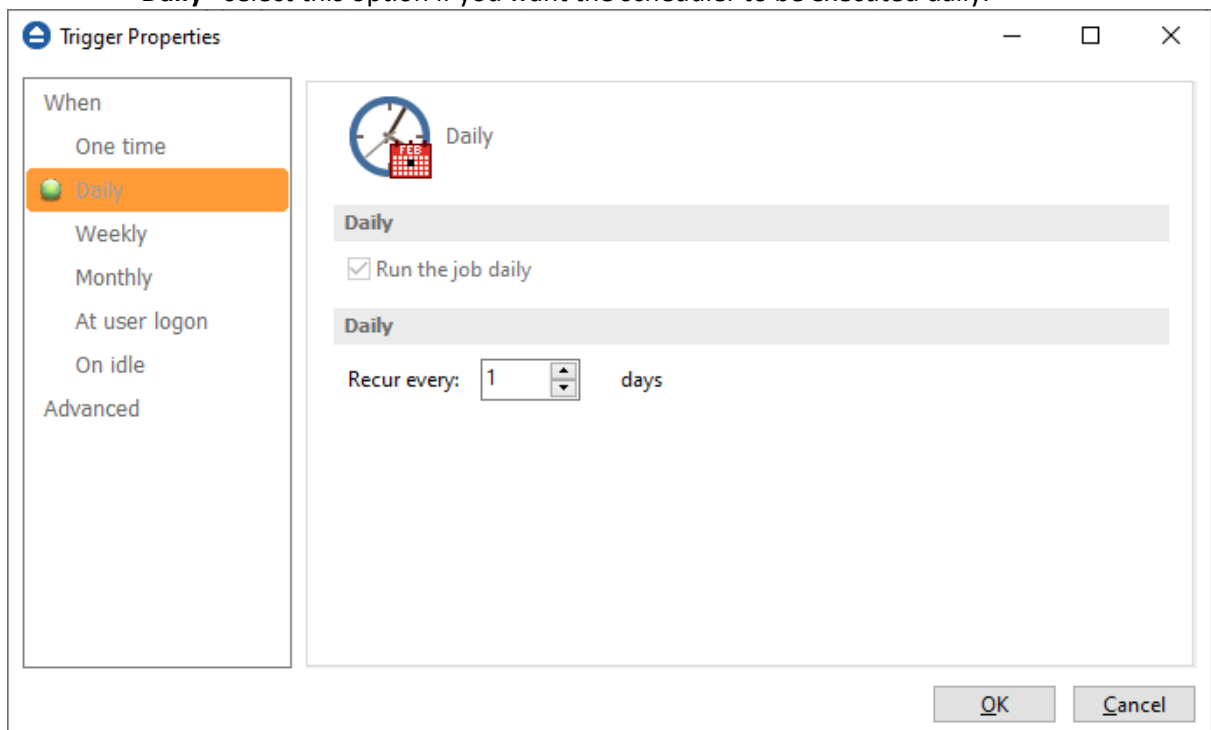 Daily - select this option if you want the scheduler to be executed daily.
Trigger Properties
When
One time
Daily
Weekly
Monthly
At user logon
On idle
Advanced
Daily
FEB
Daily
Run the job daily
Daily
Recur every: 1 days
OK Cancel